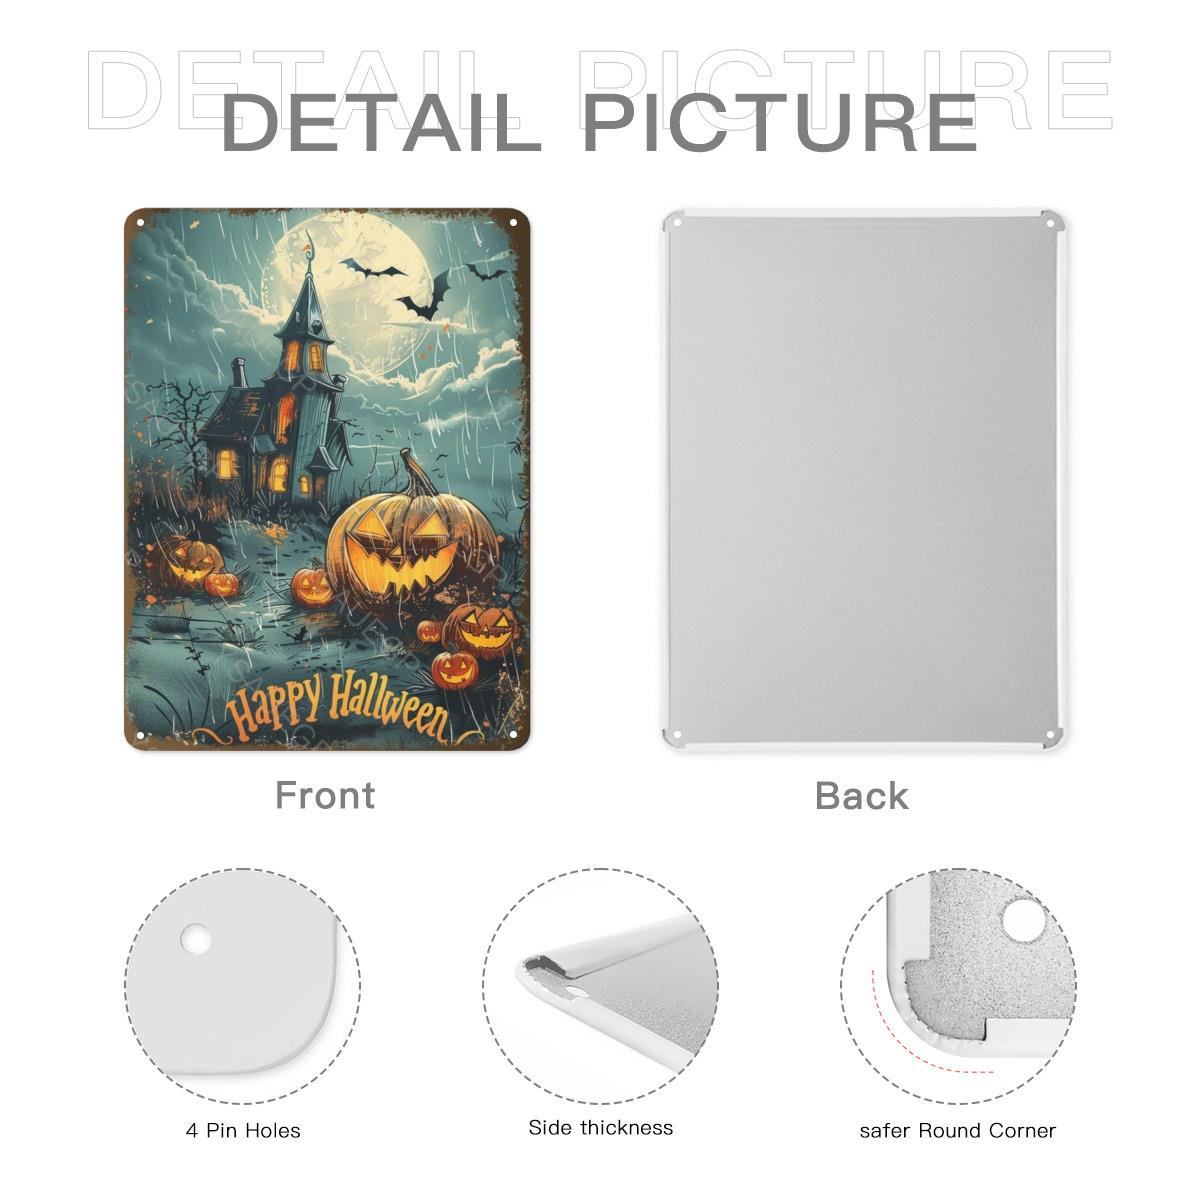 DETAIL PICTURE
DETAIL PICTURE
Happy Hallween
Front
Back
4 Pin Holes
Side thickness
safer Round Corner